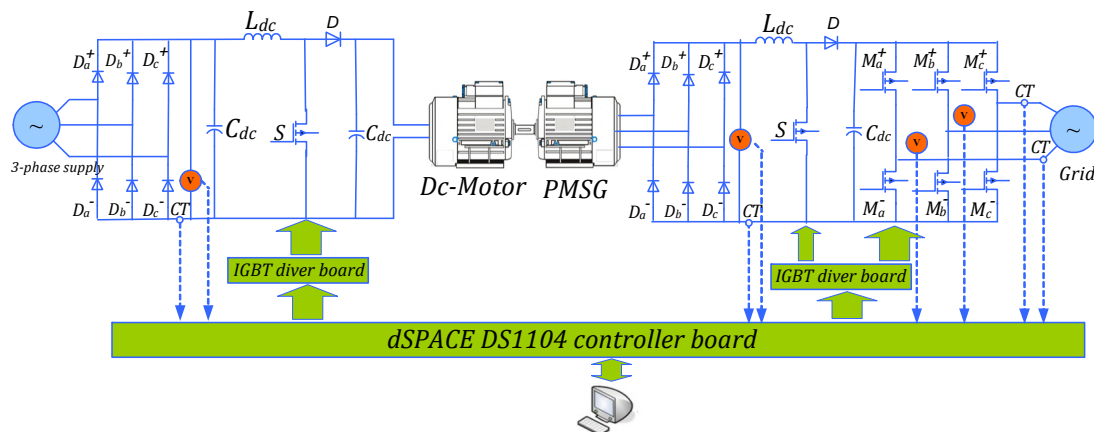 L_dc D
D_a^+ D_b^+ D_c^+
~
3-phase supply
C_dc S C_dc
D_a^- D_b^- D_c^-
V
CT
Dc-Motor PMSG
L_dc D
D_a^+ D_b^+ D_c^+
M_a^+ M_b^+ M_c^+
V S C_dc V V
CT
~
CT
Grid
D_a^- D_b^- D_c^-
M_a^- M_b^- M_c^-
CT
IGBT diver board
IGBT diver board
dSPACE DS1104 controller board